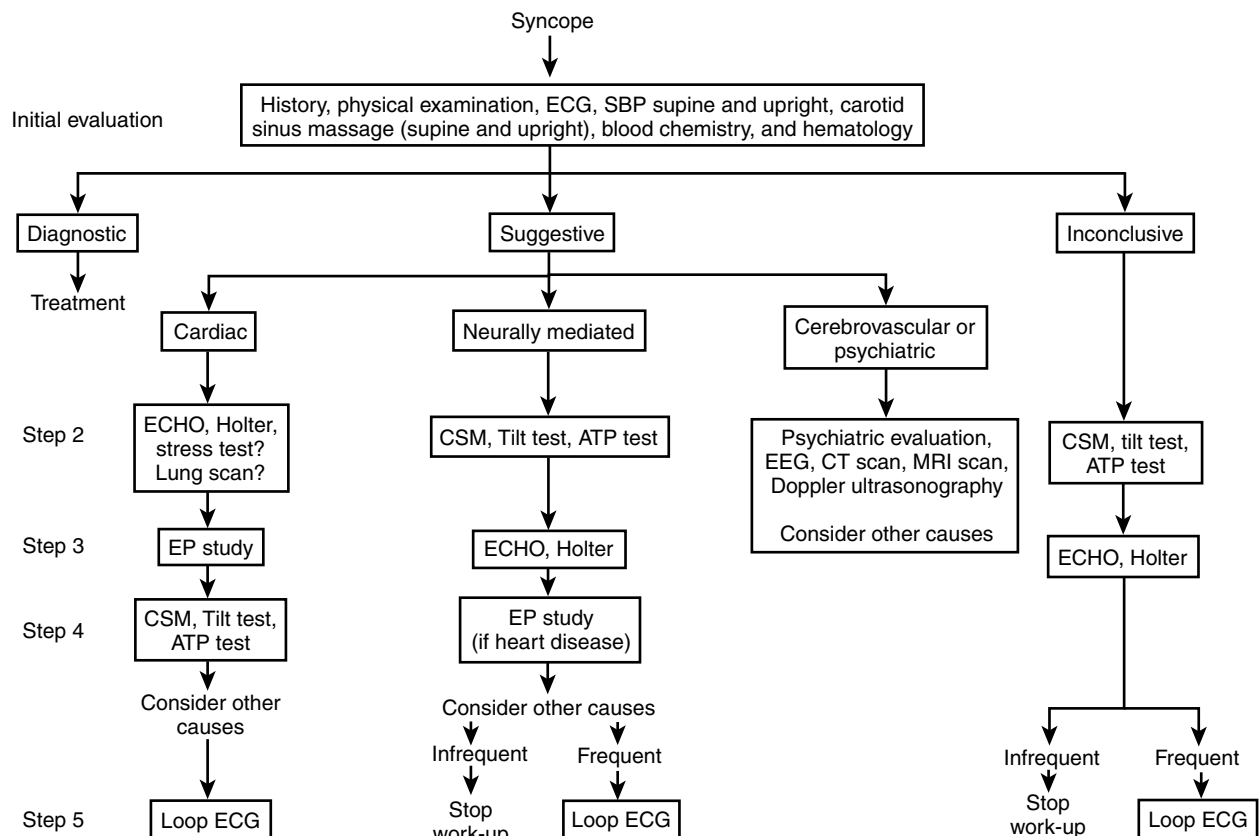 Syncope
Initial evaluation
History, physical examination, ECG, SBP supine and upright, carotid
sinus massage (supine and upright), blood chemistry, and hematology
Diagnostic
Suggestive
Inconclusive
Treatment
Cardiac
Neurally mediated
Cerebrovascular or
psychiatric
Step 2
ECHO, Holter,
stress test?
Lung scan?
CSM, Tilt test, ATP test
Psychiatric evaluation,
EEG, CT scan, MRI scan,
Doppler ultrasonography
Consider other causes
CSM, tilt test,
ATP test
Step 3
EP study
ECHO, Holter
ECHO, Holter
Step 4
CSM, Tilt test,
ATP test
EP study
(if heart disease)
Consider other
causes
Consider other causes
Infrequent
Frequent
Infrequent
Frequent
Step 5
Loop ECG
Stop
work-up
Loop ECG
Stop
work-up
Loop ECG